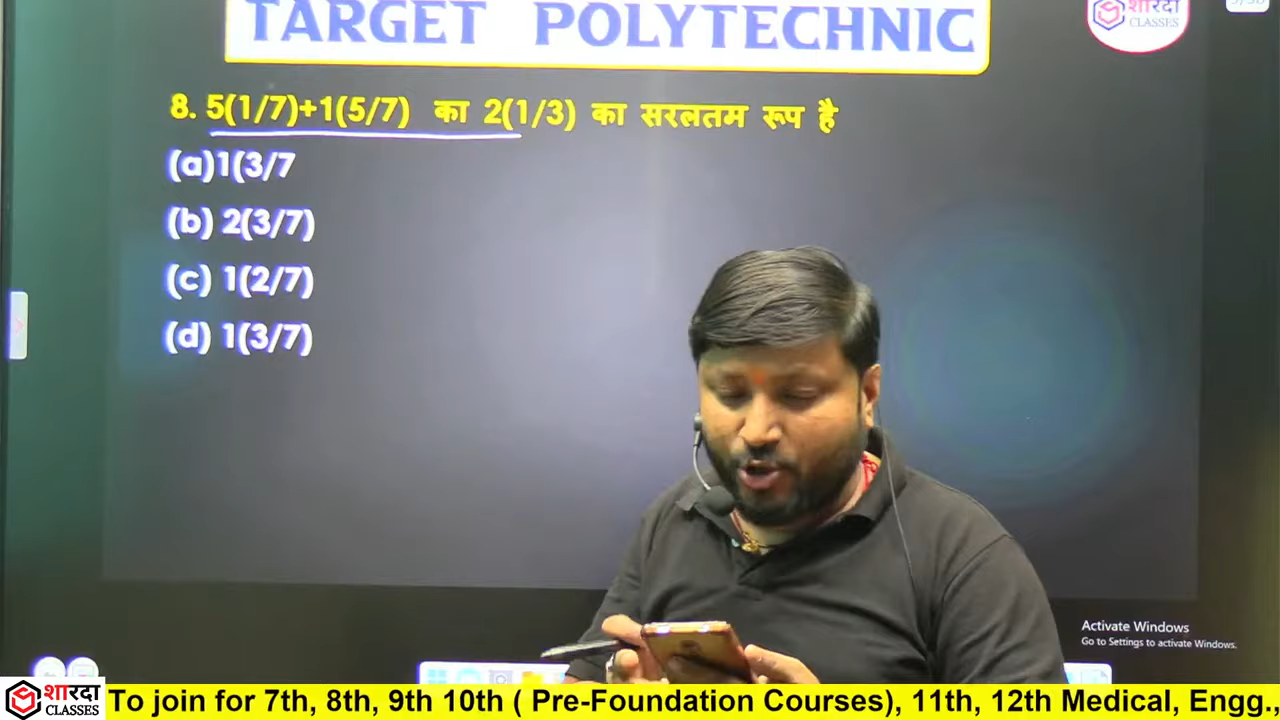 TARGET POLYTECHNIC
शारदा
CLASSES
8. 5(1/7)+1(5/7) का 2(1/3) का सरलतम रूप है
(a)1(3/7
(b) 2(3/7)
(c) 1(2/7)
(d) 1(3/7)
Activate Windows
Go to Settings to activate Windows.
शारदा
CLASSES
To join for 7th, 8th, 9th 10th ( Pre-Foundation Courses), 11th, 12th Medical, Engg.,